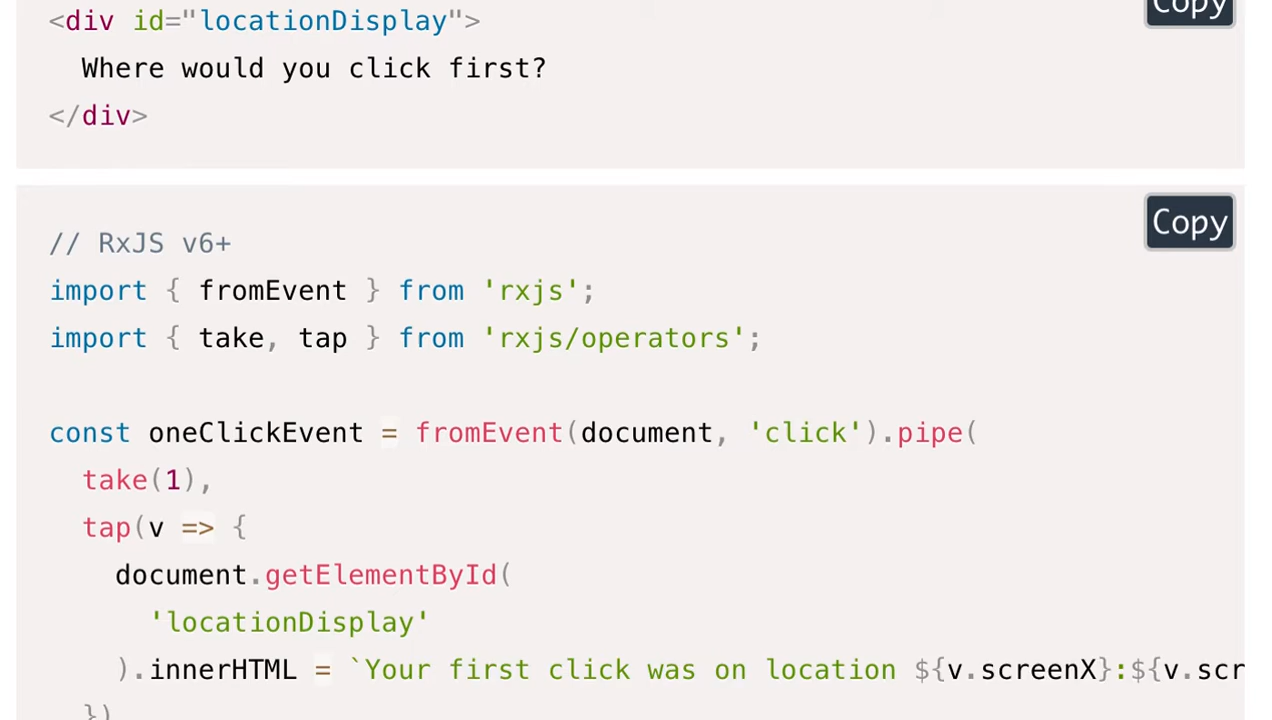 Copy
<div id="locationDisplay">
  Where would you click first?
</div>
Copy
// RxJS v6+
import { fromEvent } from 'rxjs';
import { take, tap } from 'rxjs/operators';
const oneClickEvent = fromEvent(document, 'click').pipe(
  take(1),
  tap(v => {
    document.getElementById(
      'locationDisplay'
    ).innerHTML = `Your first click was on location ${v.screenX}:${v.scr
  })